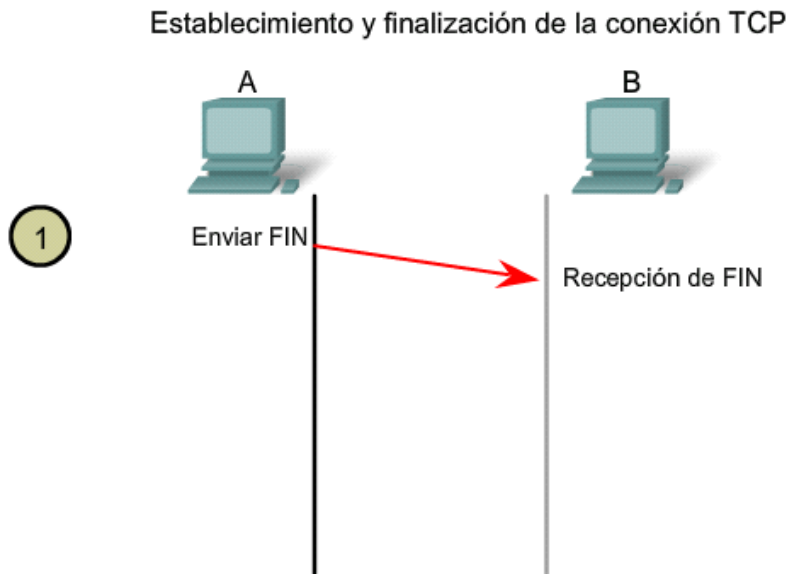 Establecimiento y finalización de la conexión TCP
A
B
1
Enviar FIN
Recepción de FIN